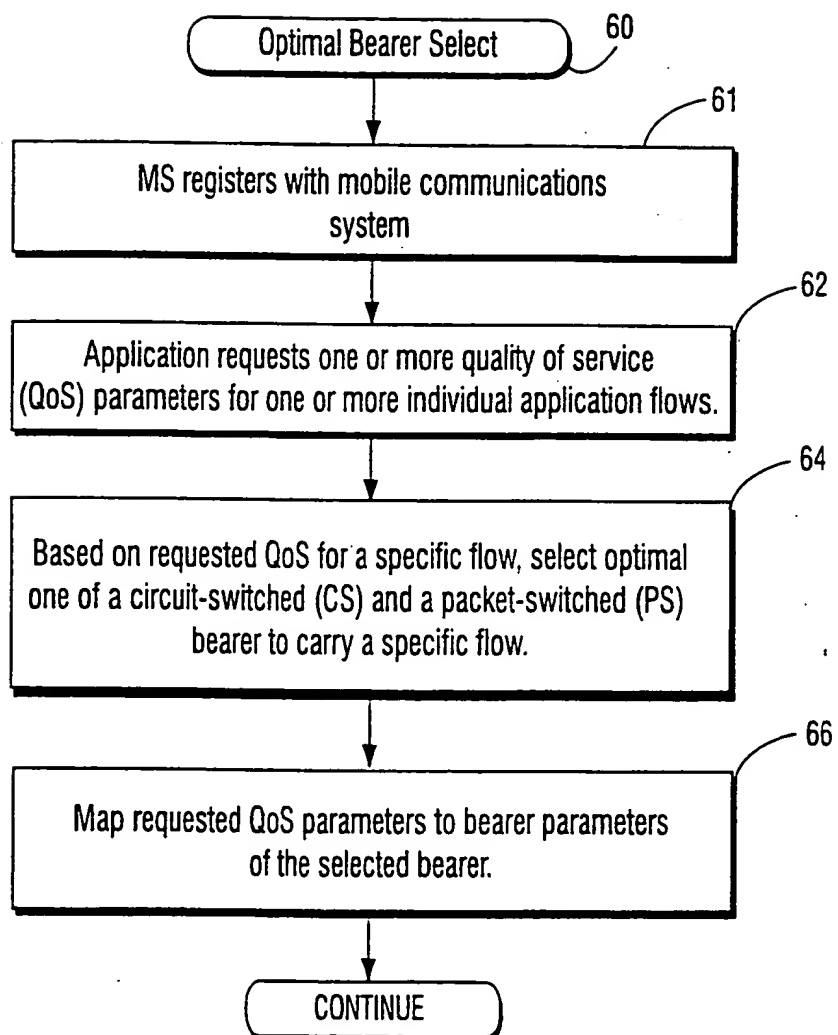 Optimal Bearer Select
60
61
MS registers with mobile communications
system
62
Application requests one or more quality of service
(QoS) parameters for one or more individual application flows.
64
Based on requested QoS for a specific flow, select optimal
one of a circuit-switched (CS) and a packet-switched (PS)
bearer to carry a specific flow.
66
Map requested QoS parameters to bearer parameters
of the selected bearer.
CONTINUE